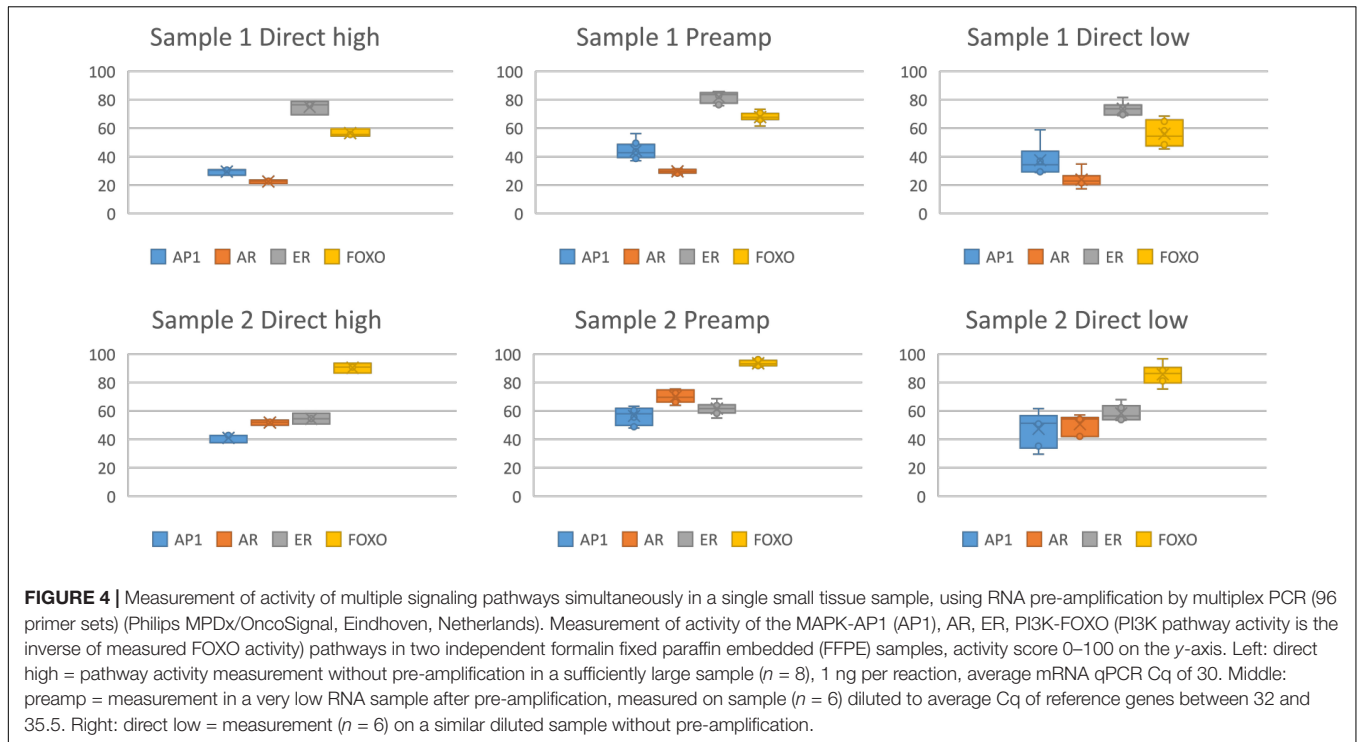 Sample 1 Direct high
100
80
60
40
20
0
AP1 AR ER FOXO
Sample 1 Preamp
100
80
60
40
20
0
AP1 AR ER FOXO
Sample 1 Direct low
100
80
60
40
20
0
AP1 AR ER FOXO
Sample 2 Direct high
100
80
60
40
20
0
AP1 AR ER FOXO
Sample 2 Preamp
100
80
60
40
20
0
AP1 AR ER FOXO
Sample 2 Direct low
100
80
60
40
20
0
AP1 AR ER FOXO
FIGURE 4 | Measurement of activity of multiple signaling pathways simultaneously in a single small tissue sample, using RNA pre-amplification by multiplex PCR (96
primer sets) (Philips MPDx/OncoSignal, Eindhoven, Netherlands). Measurement of activity of the MAPK-AP1 (AP1), AR, ER, PI3K-FOXO (PI3K pathway activity is the
inverse of measured FOXO activity) pathways in two independent formalin fixed paraffin embedded (FFPE) samples, activity score 0–100 on the y-axis. Left: direct
high = pathway activity measurement without pre-amplification in a sufficiently large sample (n = 8), 1 ng per reaction, average mRNA qPCR Cq of 30. Middle:
preamp = measurement in a very low RNA sample after pre-amplification, measured on sample (n = 6) diluted to average Cq of reference genes between 32 and
35.5. Right: direct low = measurement (n = 6) on a similar diluted sample without pre-amplification.